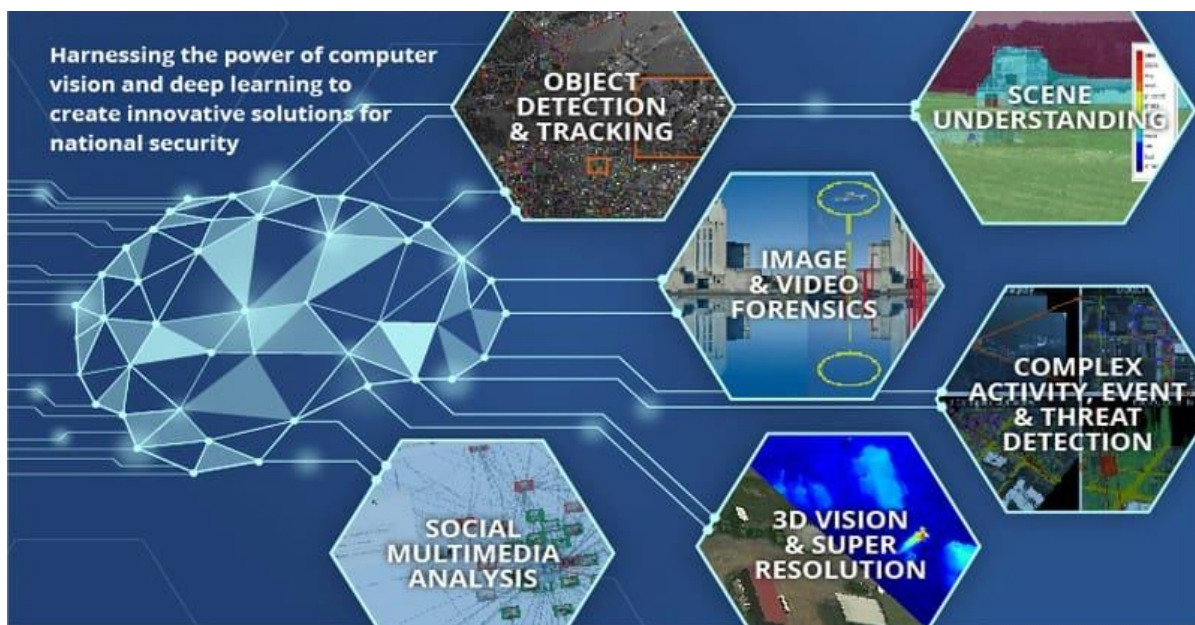 Harnessing the power of computer
vision and deep learning to
create innovative solutions for
national security
OBJECT
DETECTION
& TRACKING
SCENE
UNDERSTANDING
IMAGE
& VIDEO
FORENSICS
COMPLEX
ACTIVITY, EVENT
& THREAT
DETECTION
SOCIAL
MULTIMEDIA
ANALYSIS
3D VISION
& SUPER
RESOLUTION